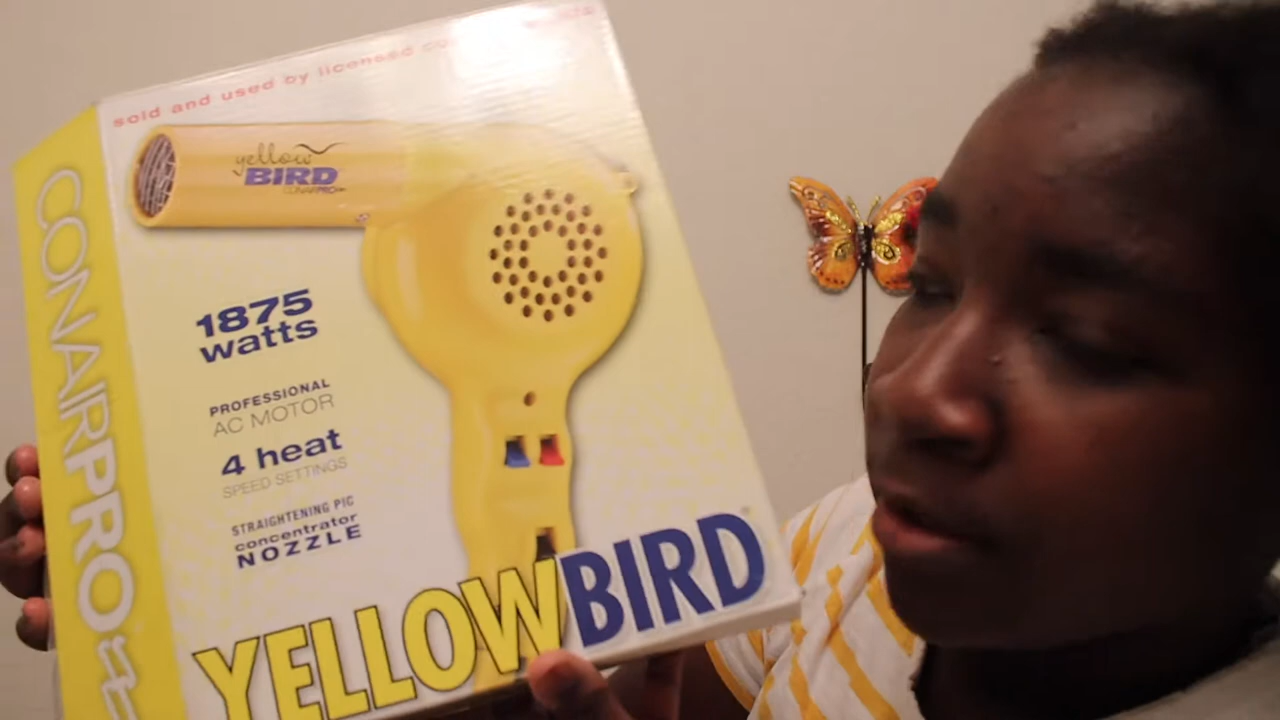 sold and used by licensed
CONAIRPRO
yellow
BIRD
CONAIRPRO
1875
watts
PROFESSIONAL
AC MOTOR
4 heat
SPEED SETTINGS
STRAIGHTENING PIC
concentrator
NOZZLE
YELLOWBIRD